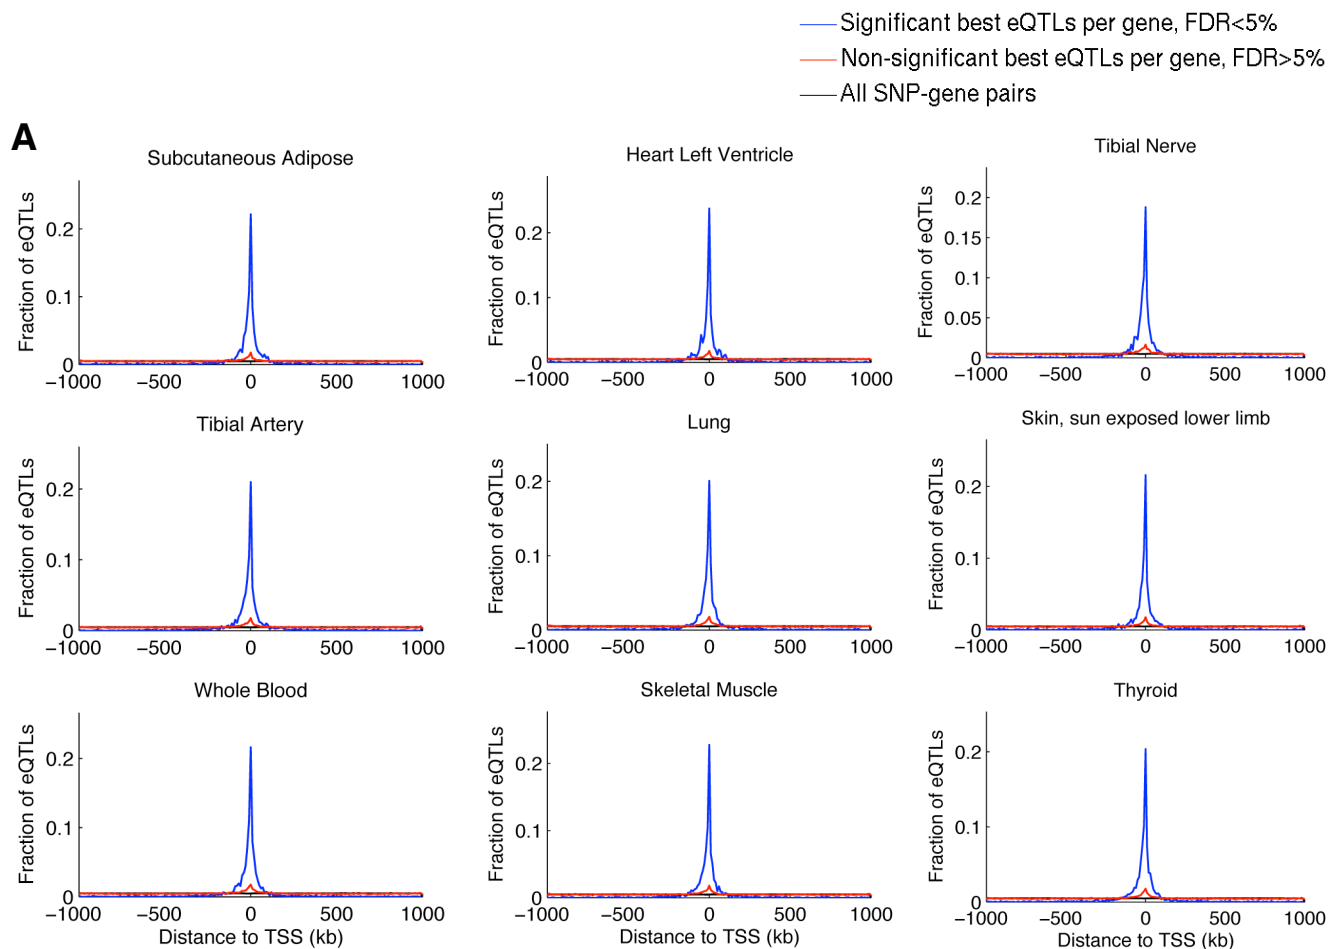 Significant best eQTLs per gene, FDR<5%
Non-significant best eQTLs per gene, FDR>5%
All SNP-gene pairs
A
Subcutaneous Adipose
Fraction of eQTLs
0.2
0.1
0
−1000 −500 0 500 1000
Heart Left Ventricle
Fraction of eQTLs
0.2
0.1
0
−1000 −500 0 500 1000
Tibial Nerve
Fraction of eQTLs
0.2
0.15
0.1
0.05
0
−1000 −500 0 500 1000
Tibial Artery
Fraction of eQTLs
0.2
0.1
0
−1000 −500 0 500 1000
Lung
Fraction of eQTLs
0.2
0.1
0
−1000 −500 0 500 1000
Skin, sun exposed lower limb
Fraction of eQTLs
0.2
0.1
0
−1000 −500 0 500 1000
Whole Blood
Fraction of eQTLs
0.2
0.1
0
−1000 −500 0 500 1000
Distance to TSS (kb)
Skeletal Muscle
Fraction of eQTLs
0.2
0.1
0
−1000 −500 0 500 1000
Distance to TSS (kb)
Thyroid
Fraction of eQTLs
0.2
0.1
0
−1000 −500 0 500 1000
Distance to TSS (kb)